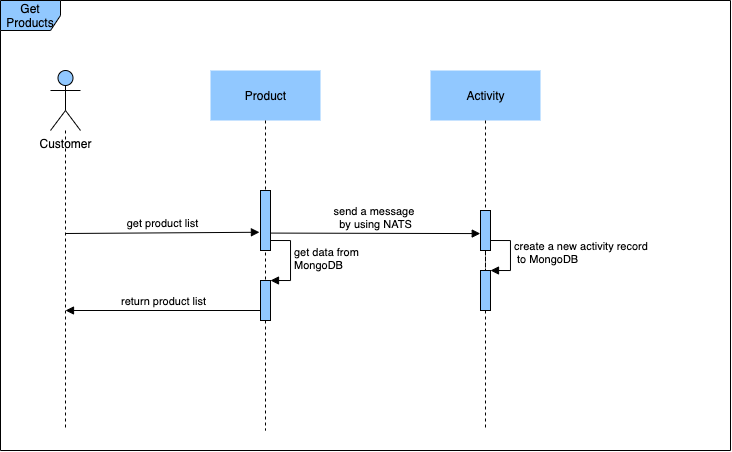 Get
Products
Product
Activity
Customer
get product list
send a message
by using NATS
get data from
MongoDB
create a new activity record
to MongoDB
return product list